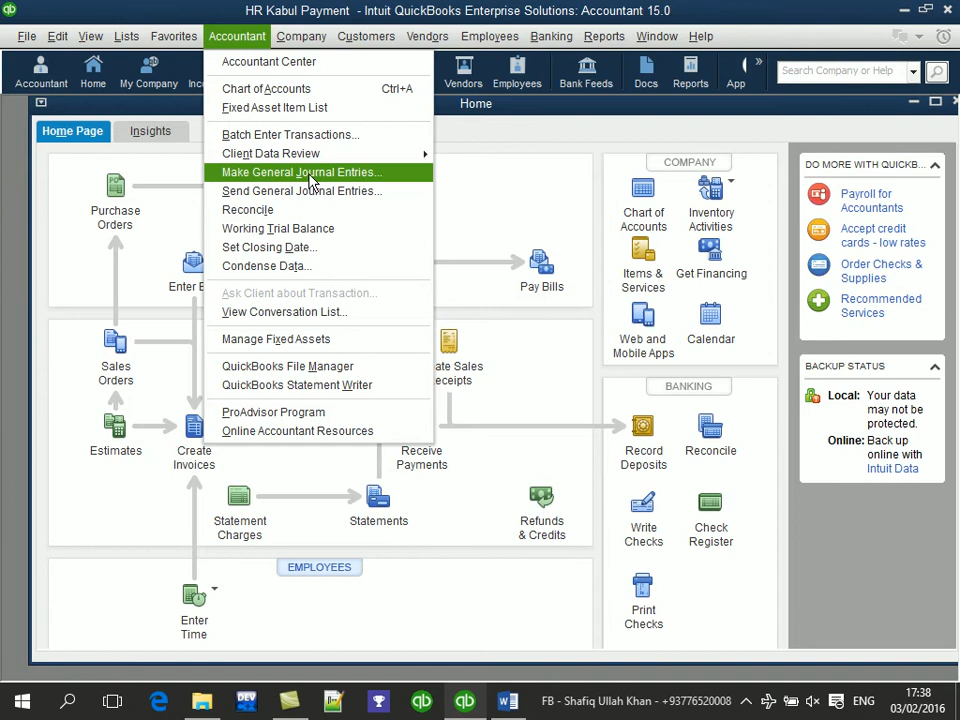 HR Kabul Payment - Intuit QuickBooks Enterprise Solutions: Accountant 15.0
File Edit View Lists Favorites Accountant Company Customers Vendors Employees Banking Reports Window Help
Accountant Home My Company Inc Vendors Employees Bank Feeds Docs Reports App » Search Company or Help
Home
Home Page Insights
Accountant Center
Chart of Accounts Ctrl+A
Fixed Asset Item List
Batch Enter Transactions...
Client Data Review
Make General Journal Entries...
Send General Journal Entries...
Reconcile
Working Trial Balance
Set Closing Date...
Condense Data...
Ask Client about Transaction...
View Conversation List...
Manage Fixed Assets
QuickBooks File Manager
QuickBooks Statement Writer
ProAdvisor Program
Online Accountant Resources
Purchase
Orders
Enter B
Pay Bills
Sales
Orders
ate Sales
eceipts
Estimates
Create
Invoices
Receive
Payments
Statement
Charges
Statements
Refunds
& Credits
EMPLOYEES
Enter
Time
COMPANY
Chart of
Accounts
Inventory
Activities
Items &
Services
Get Financing
Web and
Mobile Apps
Calendar
BANKING
Record
Deposits
Reconcile
Write
Checks
Check
Register
Print
Checks
DO MORE WITH QUICKB...
Payroll for
Accountants
Accept credit
cards - low rates
Order Checks &
Supplies
Recommended
Services
BACKUP STATUS
Local: Your data
may not be
protected.
Online: Back up
online with
Intuit Data
FB - Shafiq Ullah Khan - +93776520008 ENG
17:38
03/02/2016